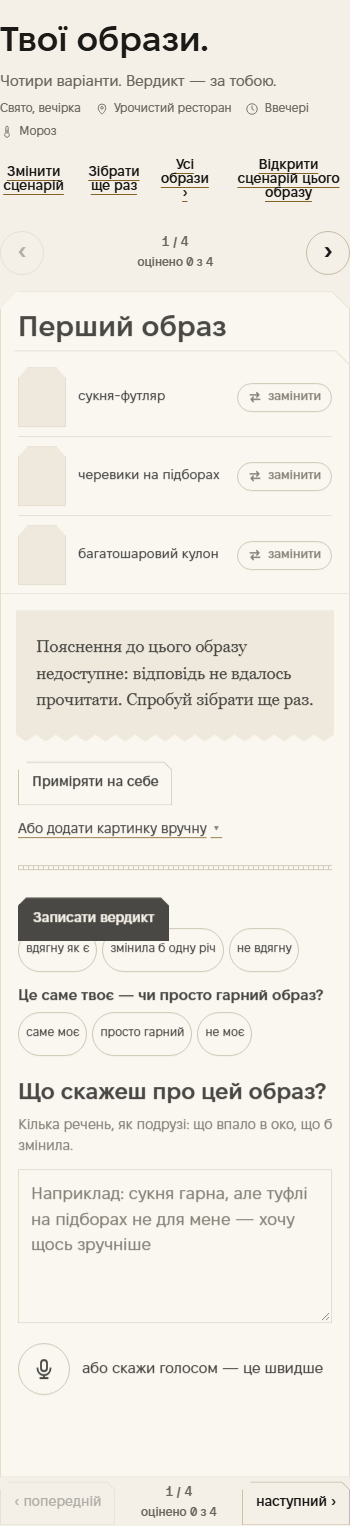 Твої образи.
Чотири варіанти. Вердикт — за тобою.
Свято, вечірка Урочистий ресторан Ввечері
Мороз
Змінити сценарій
Зібрати ще раз
Усі образи ›
Відкрити сценарій цього образу
‹ 1 / 4 ›
оцінено 0 з 4
Перший образ
сукня-футляр замінити
черевики на підборах замінити
багатошаровий кулон замінити
Пояснення до цього образу
недоступне: відповідь не вдалось
прочитати. Спробуй зібрати ще раз.
Приміряти на себе
Або додати картинку вручну
Записати вердикт
вдягну як є змінила б одну річ не вдягну
Це саме твоє — чи просто гарний образ?
саме моє просто гарний не моє
Що скажеш про цей образ?
Кілька речень, як подрузі: що впало в око, що б
змінила.
Наприклад: сукня гарна, але туфлі
на підборах не для мене — хочу
щось зручніше
або скажи голосом — це швидше
‹ попередній 1 / 4 наступний ›
оцінено 0 з 4